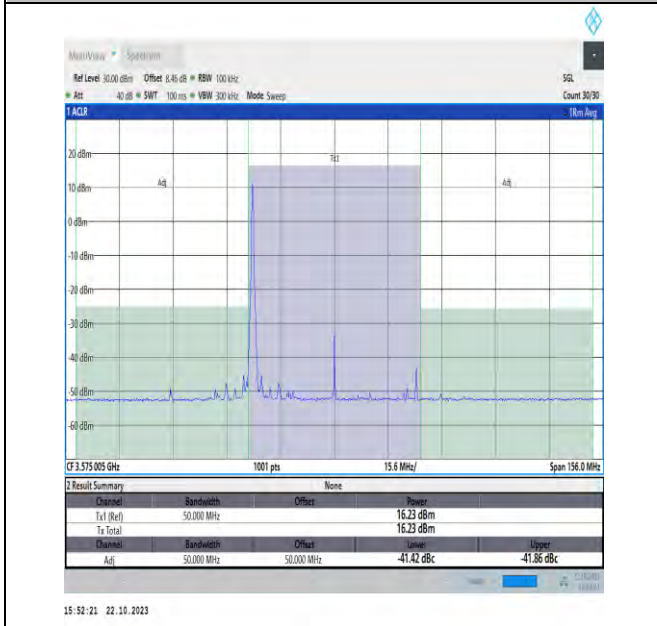 MultiView Spectrum
Ref Level 30.00 dBm Offset 8.45 dB RBW 100 kHz SGL
Att 40 dB SWT 100 ms VBW 300 kHz Mode Sweep Count 30/30
1 ACLR 1Rm Avg
20 dBm
Tx1
Adj Adj
10 dBm
0 dBm
-10 dBm
-20 dBm
-30 dBm
-40 dBm
-50 dBm
-60 dBm
CF 3.575005 GHz 1001 pts 15.6 MHz/ Span 156.0 MHz
2 Result Summary None
Channel Bandwidth Offset Power
Tx1 (Ref) 50.000 MHz 16.23 dBm
Tx Total 16.23 dBm
Channel Bandwidth Offset Lower Upper
Adj 50.000 MHz 50.000 MHz -41.42 dBc -41.86 dBc
15:52:21 22.10.2023